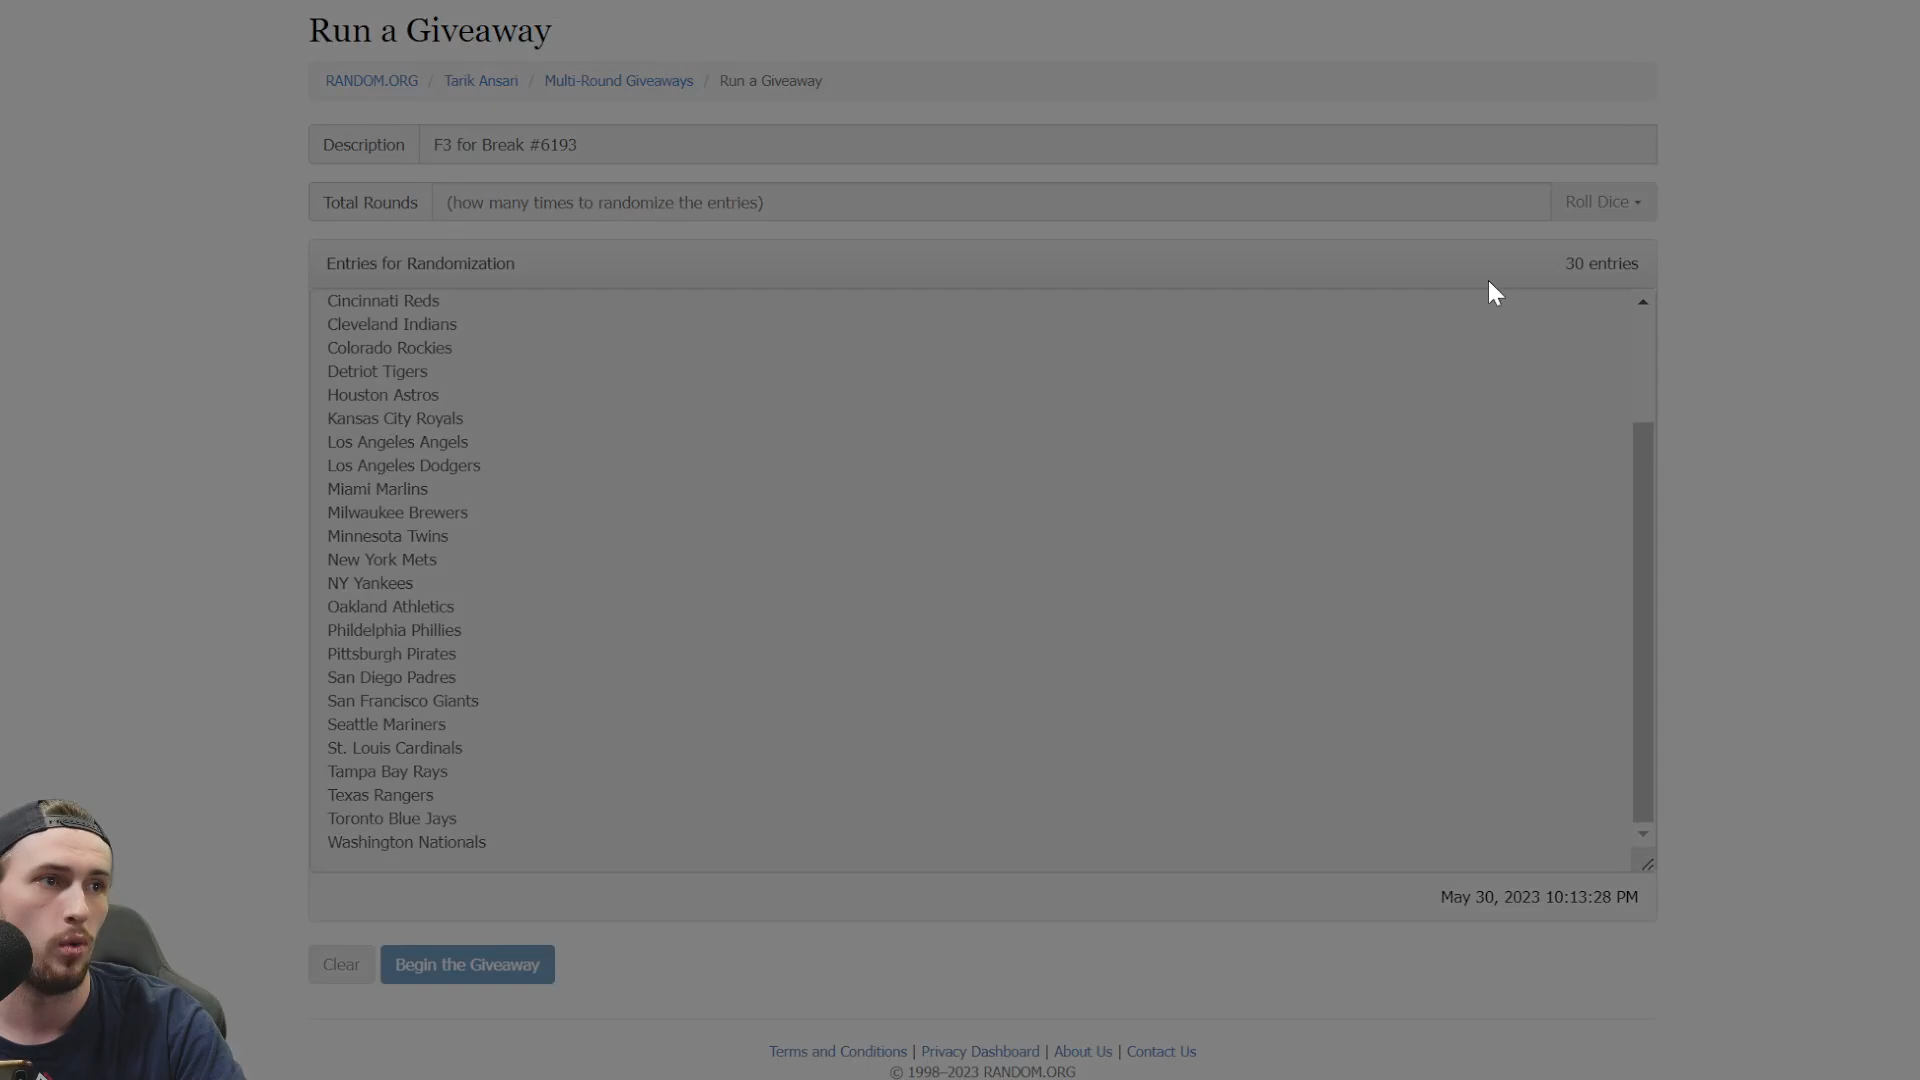 Run a Giveaway
RANDOM.ORG / Tarik Ansari / Multi-Round Giveaways / Run a Giveaway
Description F3 for Break #6193
Total Rounds (how many times to randomize the entries) Roll Dice
Entries for Randomization 30 entries
Cincinnati Reds
Cleveland Indians
Colorado Rockies
Detriot Tigers
Houston Astros
Kansas City Royals
Los Angeles Angels
Los Angeles Dodgers
Miami Marlins
Milwaukee Brewers
Minnesota Twins
New York Mets
NY Yankees
Oakland Athletics
Phildelphia Phillies
Pittsburgh Pirates
San Diego Padres
San Francisco Giants
Seattle Mariners
St. Louis Cardinals
Tampa Bay Rays
Texas Rangers
Toronto Blue Jays
Washington Nationals
May 30, 2023 10:13:28 PM
Clear Begin the Giveaway
Terms and Conditions | Privacy Dashboard | About Us | Contact Us
© 1998–2023 RANDOM.ORG